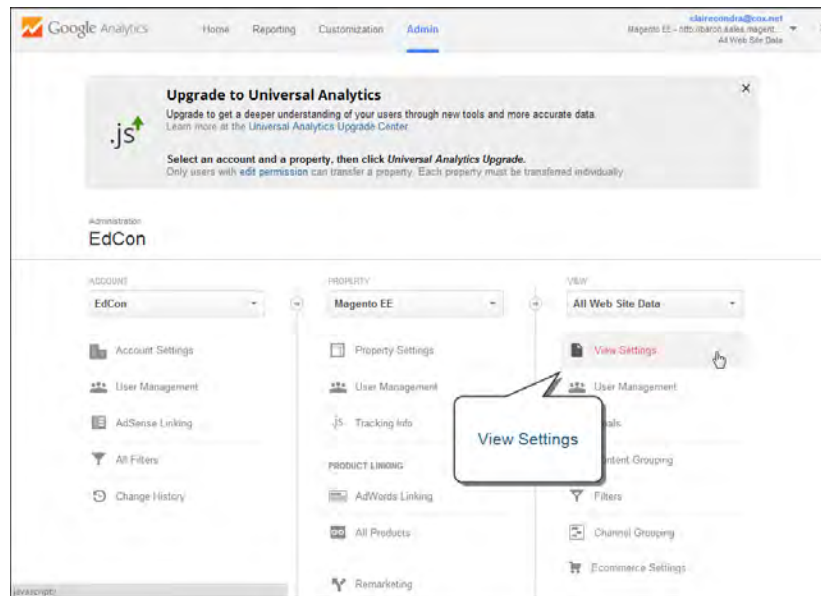 Google Analytics
Home Reporting Customization Admin
All Web Site Data
Upgrade to Universal Analytics
Upgrade to get a deeper understanding of your users through new tools and more accurate data.
Learn more at the Universal Analytics Upgrade Center.
.js
Select an account and a property, then click Universal Analytics Upgrade.
Only users with edit permission can transfer a property. Each property must be transferred individually.
Administration
EdCon
ACCOUNT
EdCon
Account Settings
User Management
AdSense Linking
All Filters
Change History
PROPERTY
Magento EE
Property Settings
User Management
.js Tracking Info
PRODUCT LINKING
AdWords Linking
All Products
Remarketing
VIEW
All Web Site Data
View Settings
User Management
View Settings
Grouping
Filters
Channel Grouping
Ecommerce Settings